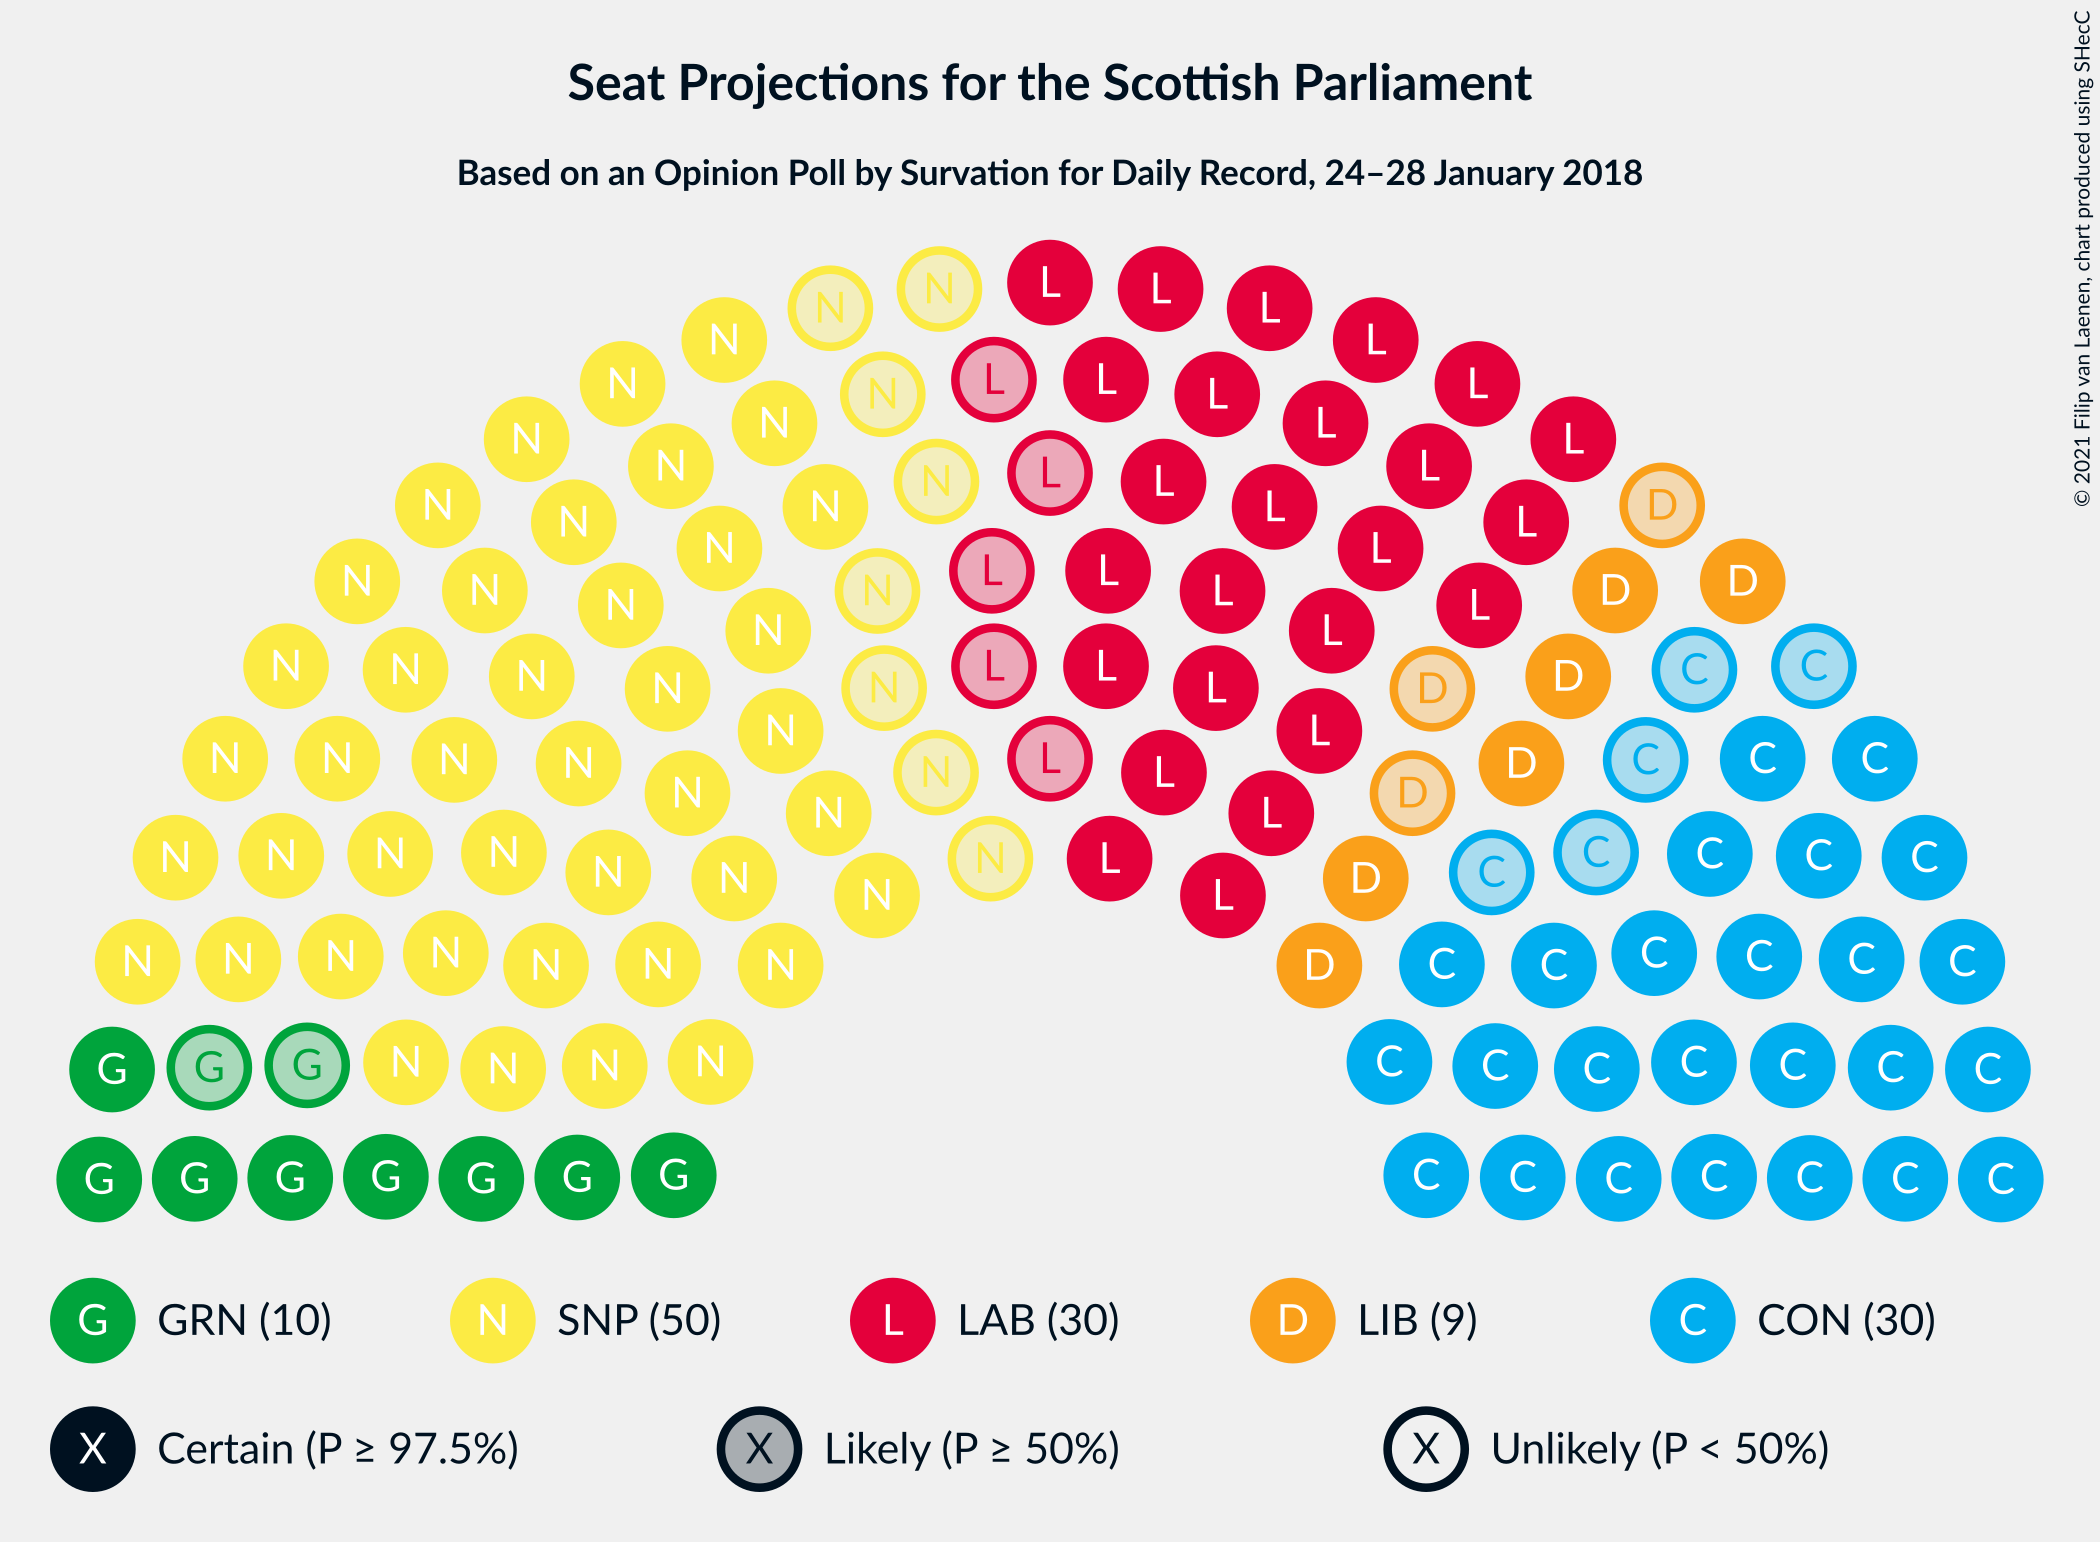 Seat Projections for the Scottish Parliament
Based on an Opinion Poll by Survation for Daily Record, 24–28 January 2018
© 2021 Filip van Laenen, chart produced using SHecC
N L L
N L
N L
N L L L
N L
N L
N L
N N L L L
N N L D
N L
N L
N N N L L L D D
N L
N L
N N N L L D C C
N N L D
N L
N N N N N L L D C C C
N D
N L
N N N N N N N L D C C C C C
N L
N N N N N N N D C C C C C C
G G G N N N N C C C C C C C
G G G G G G G C C C C C C C
G GRN (10) N SNP (50) L LAB (30) D LIB (9) C CON (30)
X Certain (P ≥ 97.5%) X Likely (P ≥ 50%) X Unlikely (P < 50%)